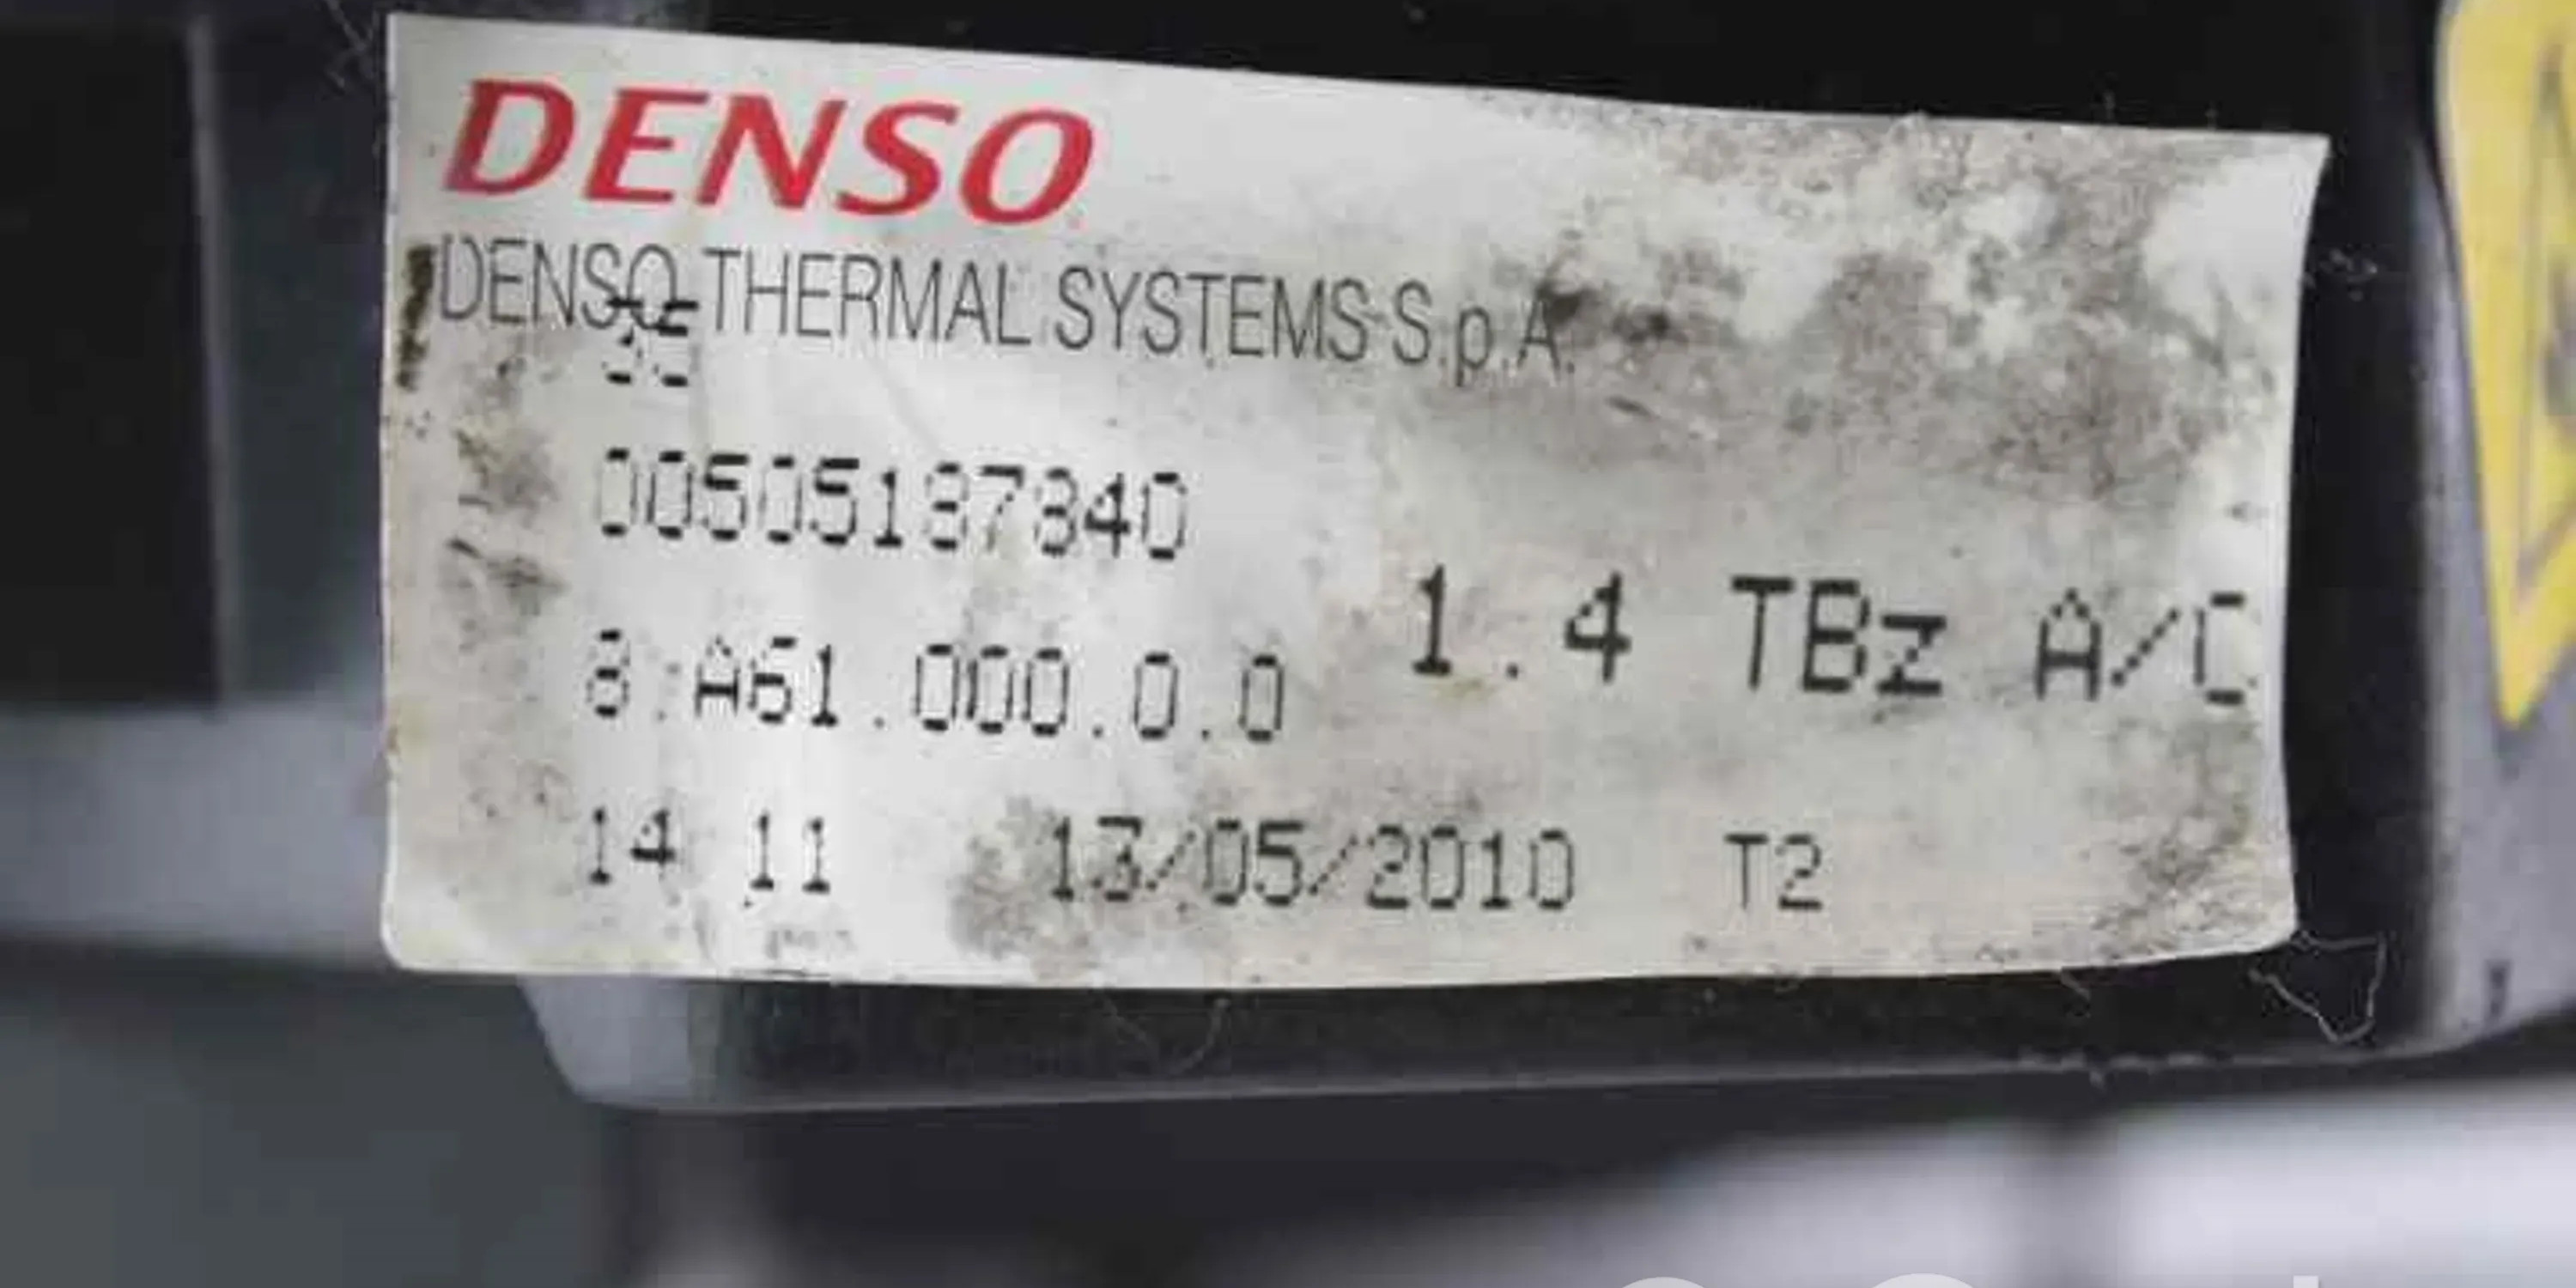 DENSO
DENSO THERMAL SYSTEMS S.p.A.
00505187840
1.4 TBz A/C
8.A61.000.0.0
14 11 13/05/2010 T2